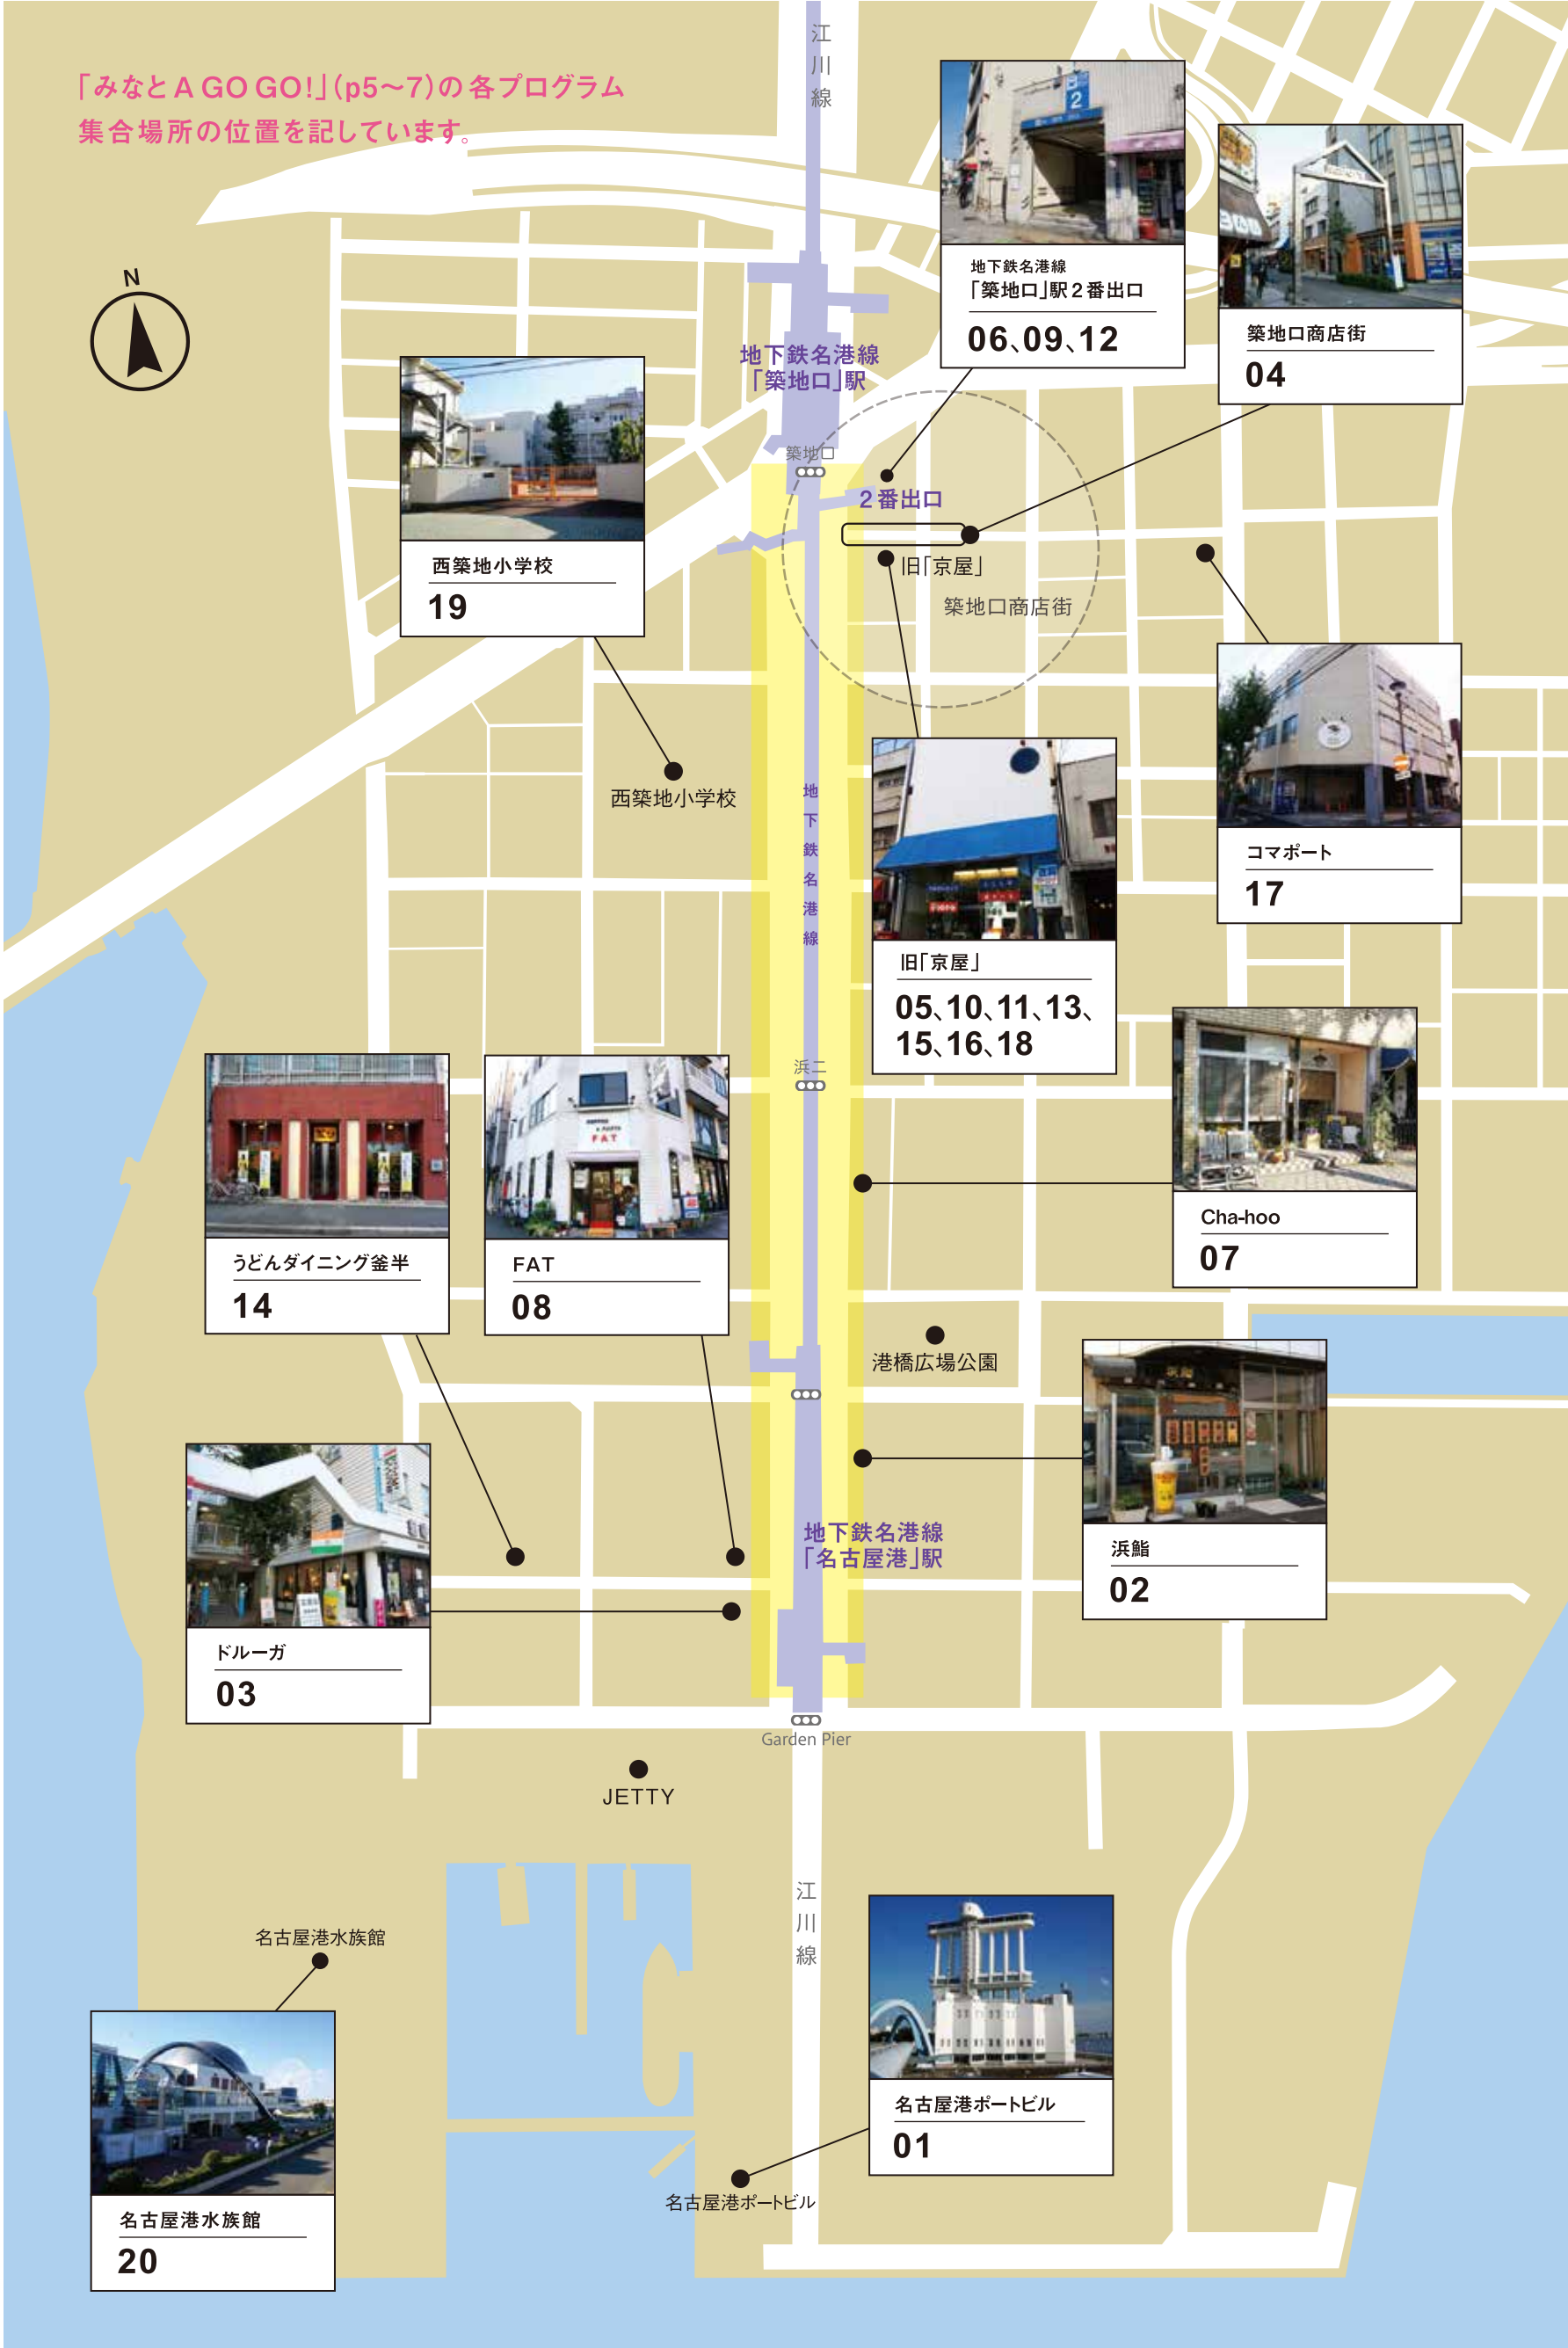 「みなとA GO GO!」(p5〜7)の各プログラム
集合場所の位置を記しています。
江川線
N
地下鉄名港線
「築地口」駅2番出口
06、09、12
築地口商店街
04
地下鉄名港線
「築地口」駅
築地口
2番出口
旧「京屋」
築地口商店街
西築地小学校
19
西築地小学校
コマポート
17
地下鉄名港線
旧「京屋」
05、10、11、13、
15、16、18
浜二
FAT
うどんダイニング釜半
14
FAT
08
Cha-hoo
07
港橋広場公園
浜鮨
02
地下鉄名港線
「名古屋港」駅
ドルーガ
03
Garden Pier
JETTY
江川線
名古屋港水族館
名古屋港水族館
20
名古屋港ポートビル
01
名古屋港ポートビル